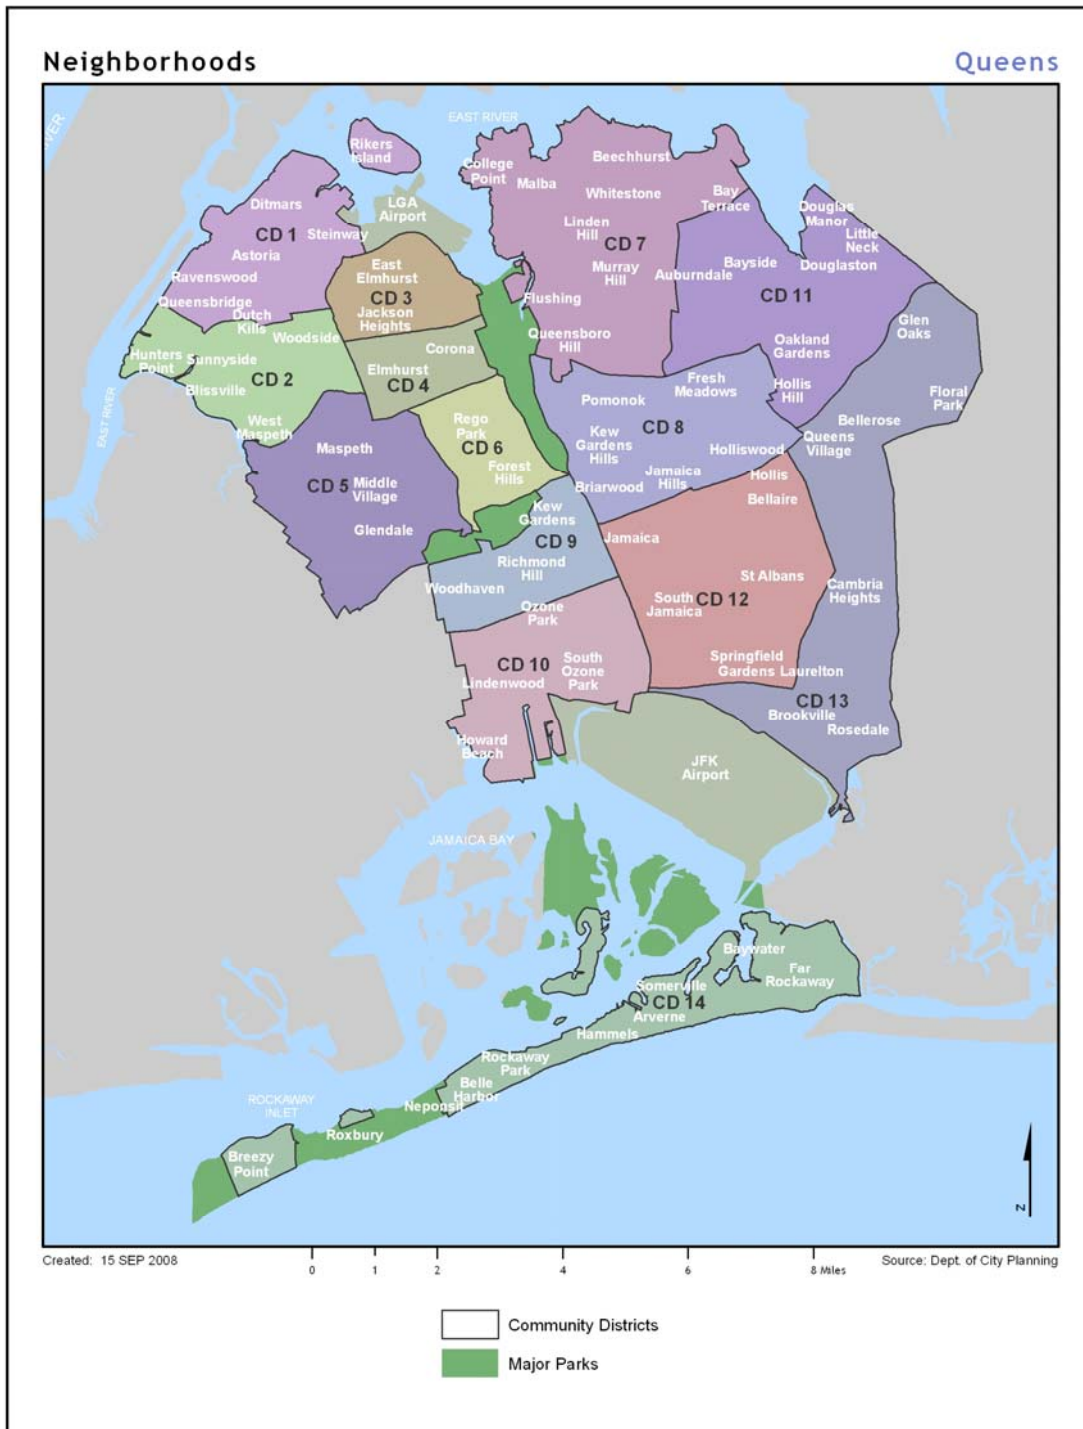 Neighborhoods
Queens
RIVER
EAST RIVER
Rikers
Island
College
Point
Beechhurst
Malba
Whitestone
Bay
Terrace
Douglas
Manor
Ditmars
LGA
Airport
Steinway
Linden
Hill
CD 7
Little
Neck
CD 1
Astoria
East
Elmhurst
Murray
Hill
Auburndale
Bayside
Douglaston
Ravenswood
CD 3
CD 11
Queensbridge
Dutch
Kills
Jackson
Heights
Flushing
Glen
Oaks
Woodside
Queensboro
Hill
Oakland
Gardens
Hunters
Point
Sunnyside
Corona
CD 2
Elmhurst
CD 4
Fresh
Meadows
Hollis
Hill
Blissville
Pomonok
Floral
Park
EAST RIVER
West
Maspeth
Rego
Park
CD 6
Kew
Gardens
Hills
CD 8
Bellerose
Queens
Village
Maspeth
Holliswood
Forest
Hills
Jamaica
Hills
Hollis
CD 5
Middle
Village
Briarwood
Bellaire
Glendale
Kew
Gardens
CD 9
Jamaica
Richmond
Hill
Woodhaven
St Albans
Cambria
Heights
South
Jamaica
CD 12
Ozone
Park
CD 10
South
Ozone
Park
Lindenwood
Springfield
Gardens
Laurelton
CD 13
Brookville
Rosedale
Howard
Beach
JFK
Airport
JAMAICA BAY
Baywater
Far
Rockaway
Somerville
CD 14
Arverne
Hammels
Rockaway
Park
Belle
Harbor
Neponsit
ROCKAWAY
INLET
Roxbury
Breezy
Point
N
Created: 15 SEP 2008
Source: Dept. of City Planning
0 1 2 4 6 8 Miles
Community Districts
Major Parks